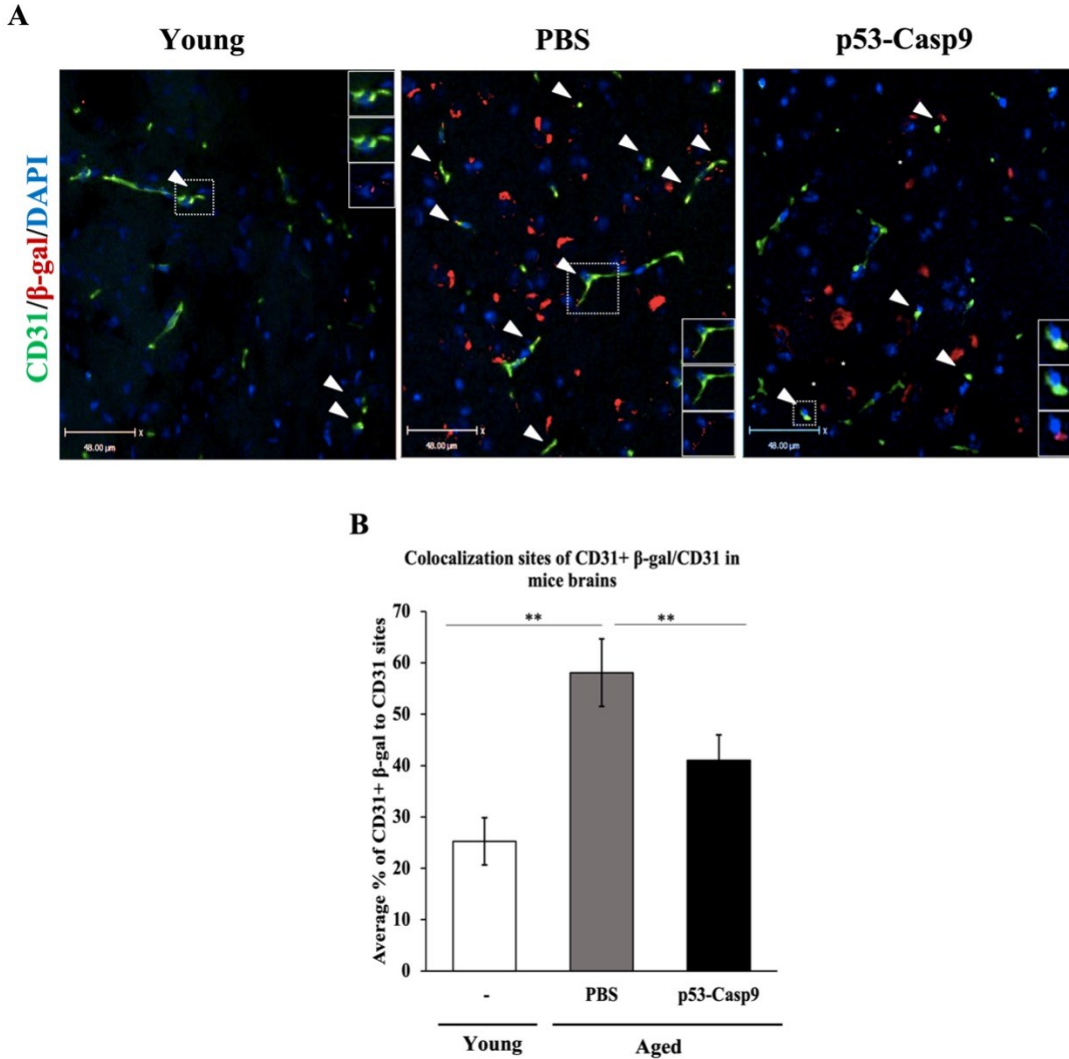 A
Young
PBS
p53-Casp9
CD31/β-gal/DAPI
48.00 µm
x
48.00 µm
x
48.00 µm
x
B
Colocalization sites of CD31+ β-gal/CD31 in
mice brains
Average % of CD31+ β-gal to CD31 sites
70
60
50
40
30
20
10
0
**
**
-
PBS
p53-Casp9
Young
Aged